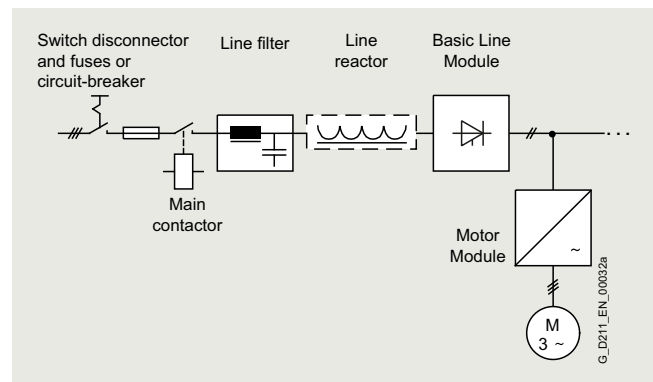 Switch disconnector
and fuses or
circuit-breaker
Line filter
Line
reactor
Basic Line
Module
Main
contactor
Motor
Module
~
M
3 ~
G_D211_EN_00032a